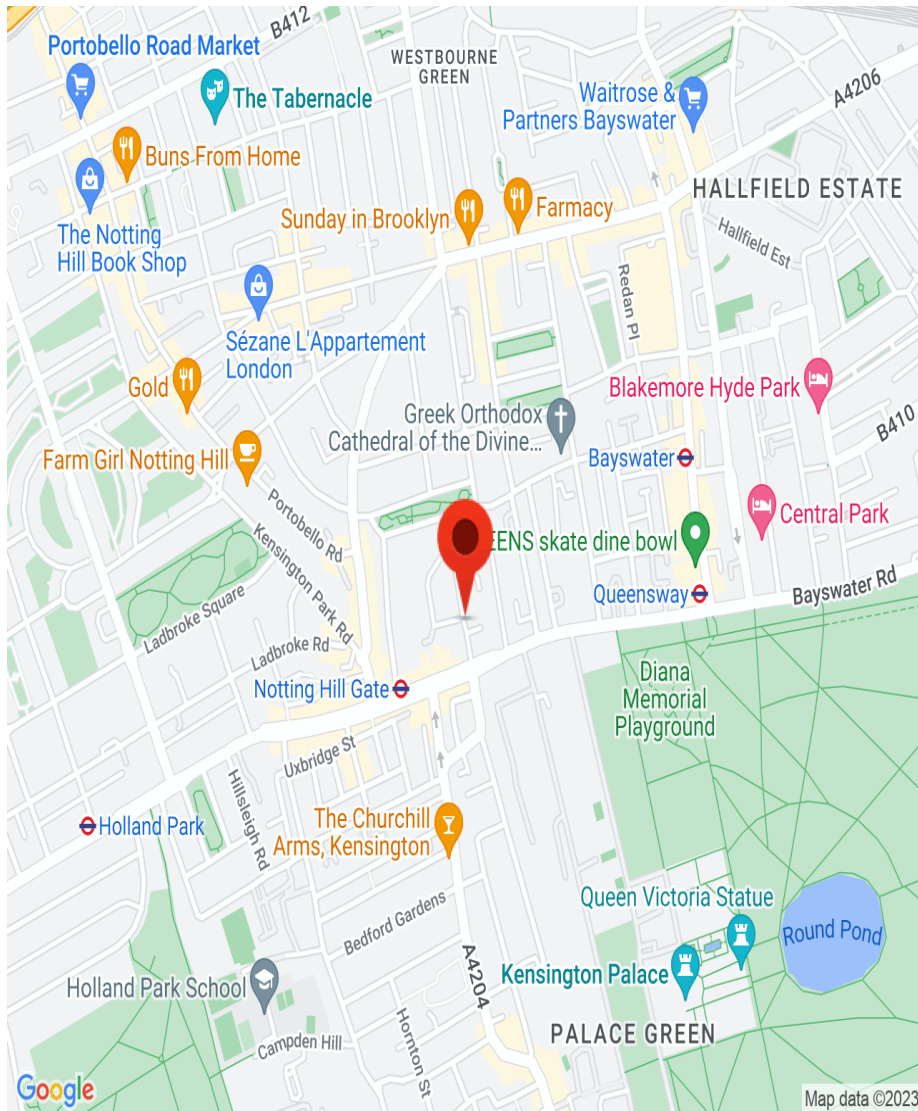 B412
Portobello Road Market
WESTBOURNE
GREEN
The Tabernacle
Waitrose &
Partners Bayswater
A4206
Buns From Home
HALLFIELD ESTATE
Sunday in Brooklyn
Farmacy
The Notting
Hill Book Shop
Hallfield Est
Redan Pl
Sézane L'Appartement
London
Gold
Blakemore Hyde Park
Greek Orthodox
Cathedral of the Divine...
B410
Farm Girl Notting Hill
Bayswater
Portobello Rd
Central Park
EENS skate dine bowl
Kensington Park Rd
Queensway
Bayswater Rd
Ladbroke Square
Ladbroke Rd
Notting Hill Gate
Diana
Memorial
Playground
Uxbridge St
Hillsleigh Rd
Holland Park
The Churchill
Arms, Kensington
Queen Victoria Statue
Bedford Gardens
Round Pond
A4204
Kensington Palace
Holland Park School
PALACE GREEN
Hornton St
Campden Hill
Google
Map data ©2023